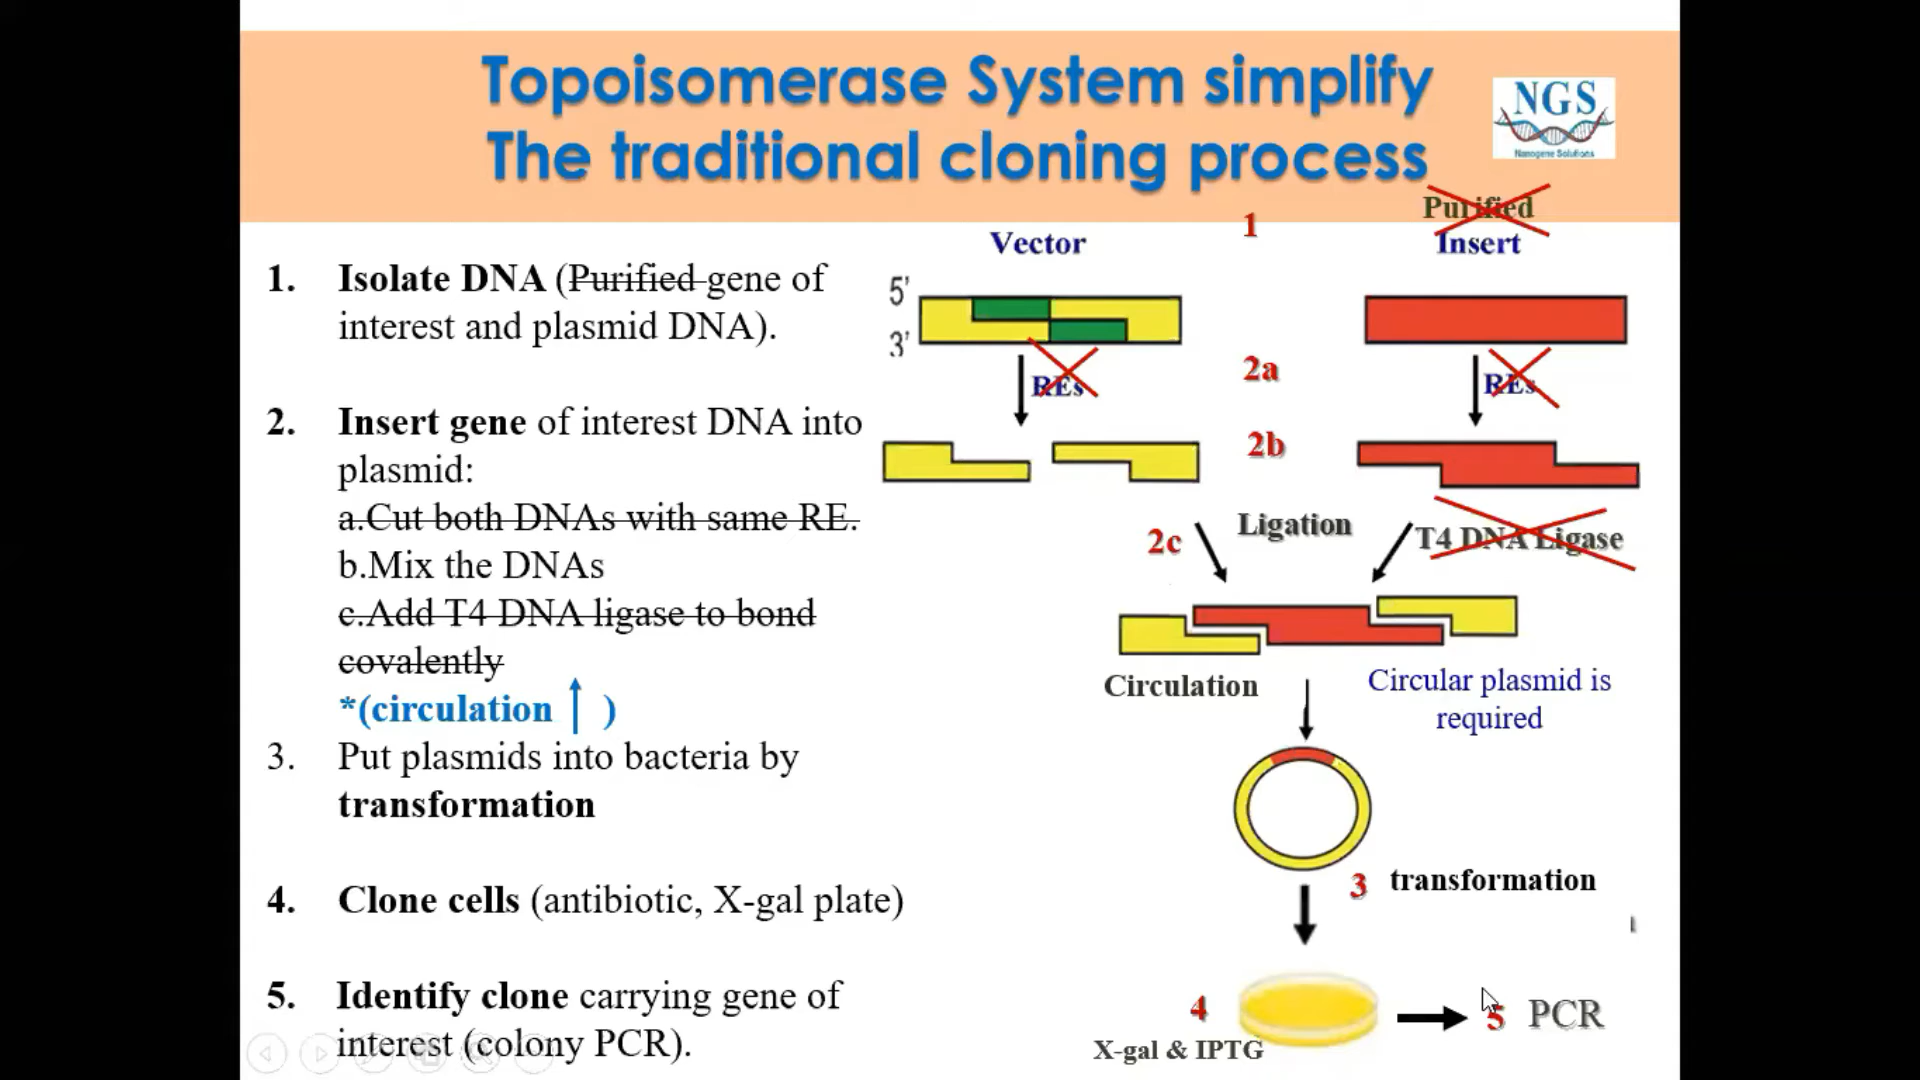 Topoisomerase System simplify
The traditional cloning process
NGS
Nanogene Solutions
1. Isolate DNA (Purified gene of
interest and plasmid DNA).
2. Insert gene of interest DNA into
plasmid:
a.Cut both DNAs with same RE.
b.Mix the DNAs
c.Add T4 DNA ligase to bond
covalently
*(circulation )
3. Put plasmids into bacteria by
transformation
4. Clone cells (antibiotic, X-gal plate)
5. Identify clone carrying gene of
interest (colony PCR).
1
Purified
Vector
Insert
5'
3'
REs
2a
REs
2b
Ligation
2c
T4 DNA Ligase
Circulation
Circular plasmid is
required
3 transformation
4
5 PCR
X-gal & IPTG